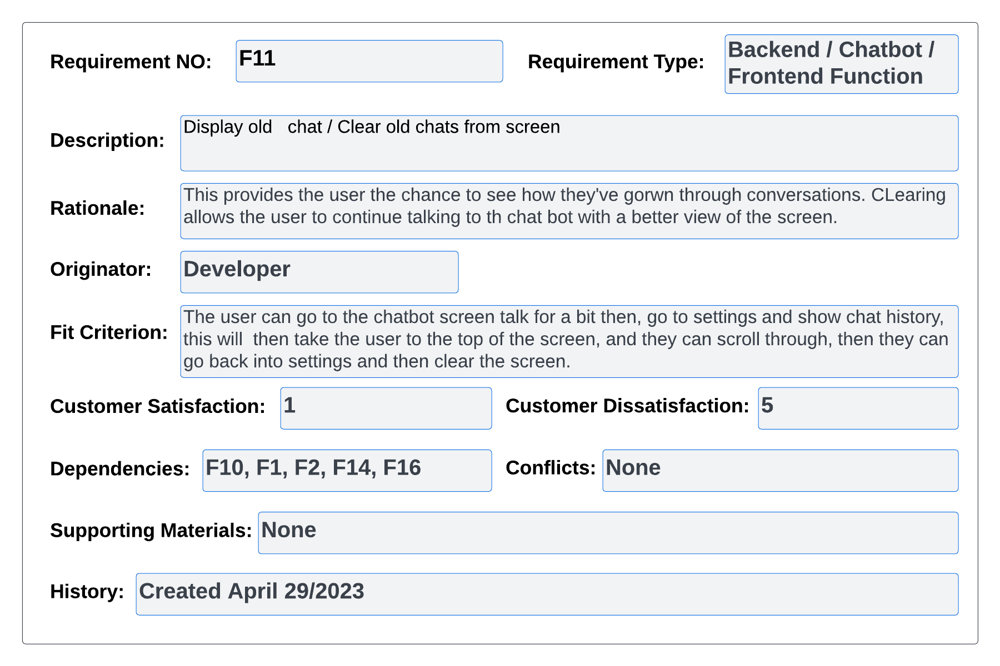 Requirement NO: F11 Requirement Type: Backend / Chatbot /
Frontend Function
Description: Display old   chat / Clear old chats from screen
Rationale: This provides the user the chance to see how they've gorwn through conversations. CLearing
allows the user to continue talking to th chat bot with a better view of the screen.
Originator: Developer
Fit Criterion: The user can go to the chatbot screen talk for a bit then, go to settings and show chat history,
this will  then take the user to the top of the screen, and they can scroll through, then they can
go back into settings and then clear the screen.
Customer Satisfaction: 1 Customer Dissatisfaction: 5
Dependencies: F10, F1, F2, F14, F16 Conflicts: None
Supporting Materials: None
History: Created April 29/2023